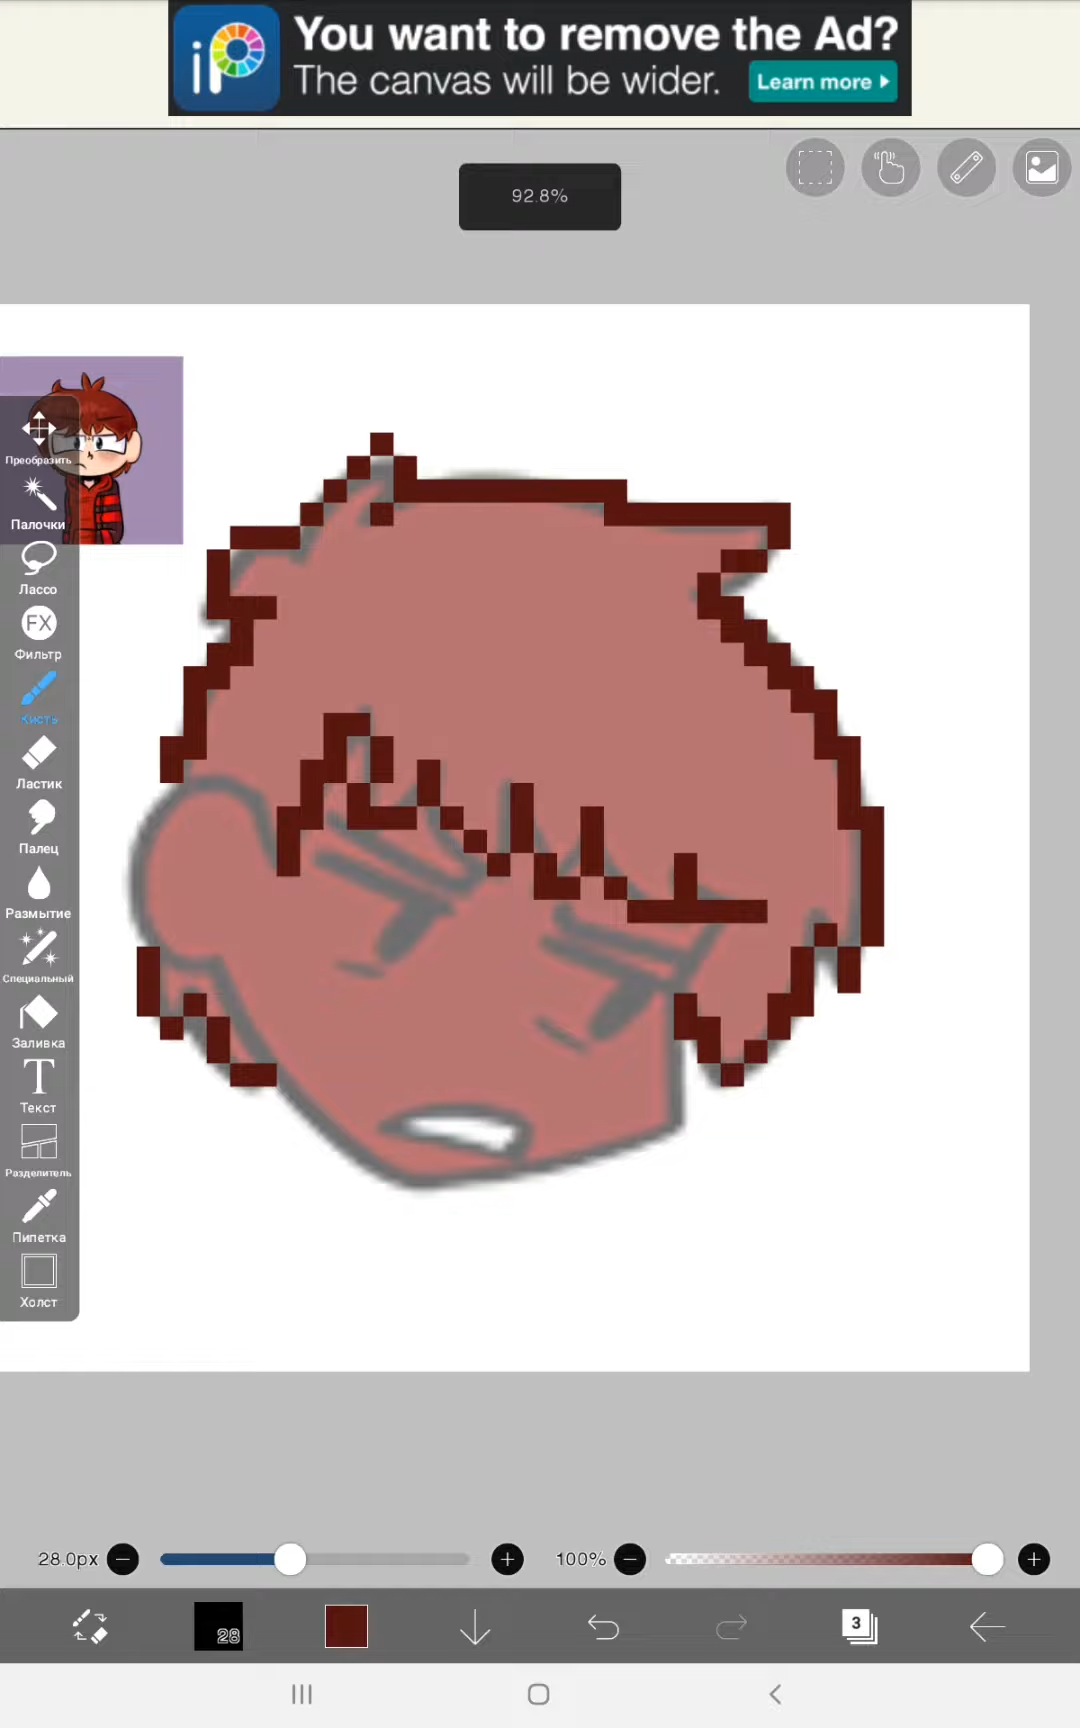 You want to remove the Ad?
The canvas will be wider.
Learn more
iP
92.8%
Преобразить
Палочки
Лассо
FX
Фильтр
Кисть
Ластик
Палец
Размытие
Специальный
Заливка
T
Текст
Разделитель
Пипетка
Холст
28.0px
100%
28
3